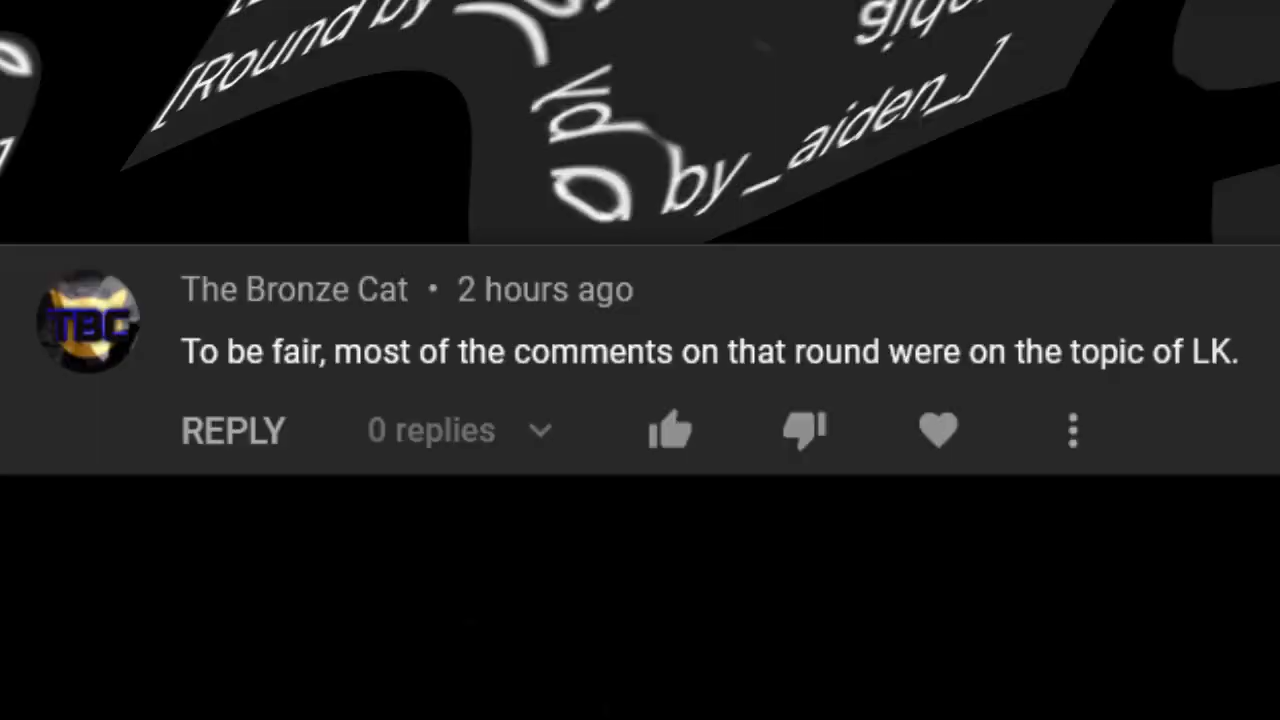 [Round by
by_aiden_]
TBC
The Bronze Cat • 2 hours ago
To be fair, most of the comments on that round were on the topic of LK.
REPLY 0 replies